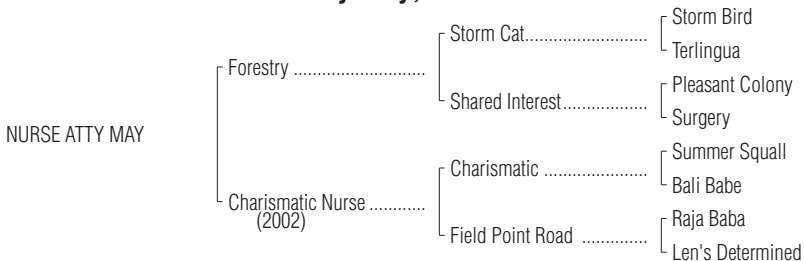 NURSE ATTY MAY
Forestry ............................
Charismatic Nurse ............
(2002)
Storm Cat..........................
Shared Interest..................
Charismatic ......................
Field Point Road ..............
Storm Bird
Terlingua
Pleasant Colony
Surgery
Summer Squall
Bali Babe
Raja Baba
Len's Determined